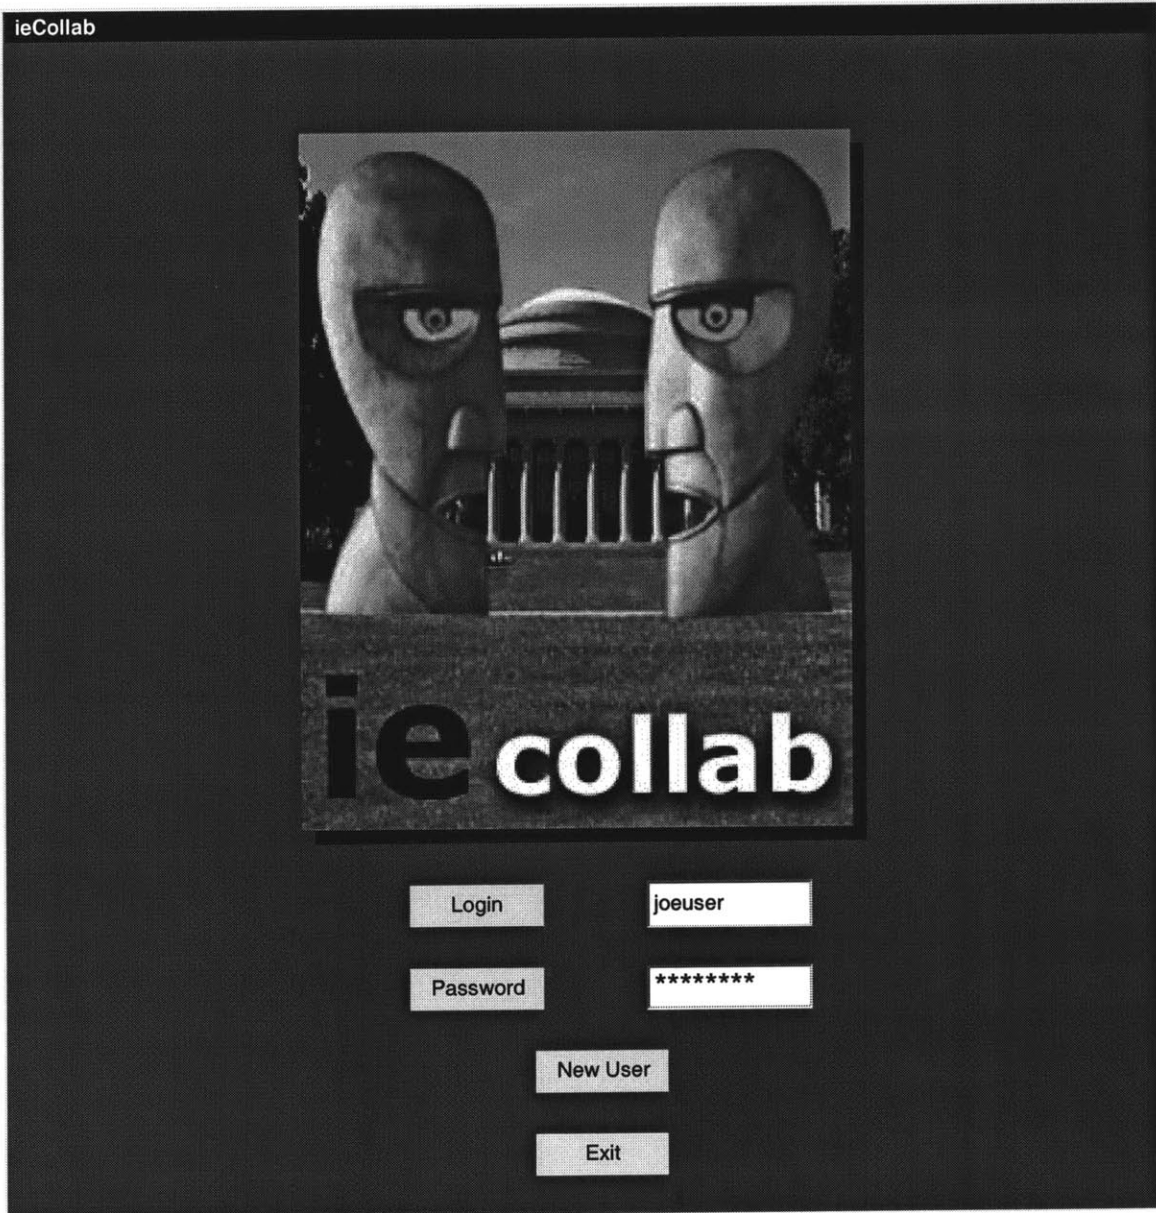 ieCollab
ie collab
Login joeuser
Password ********
New User
Exit